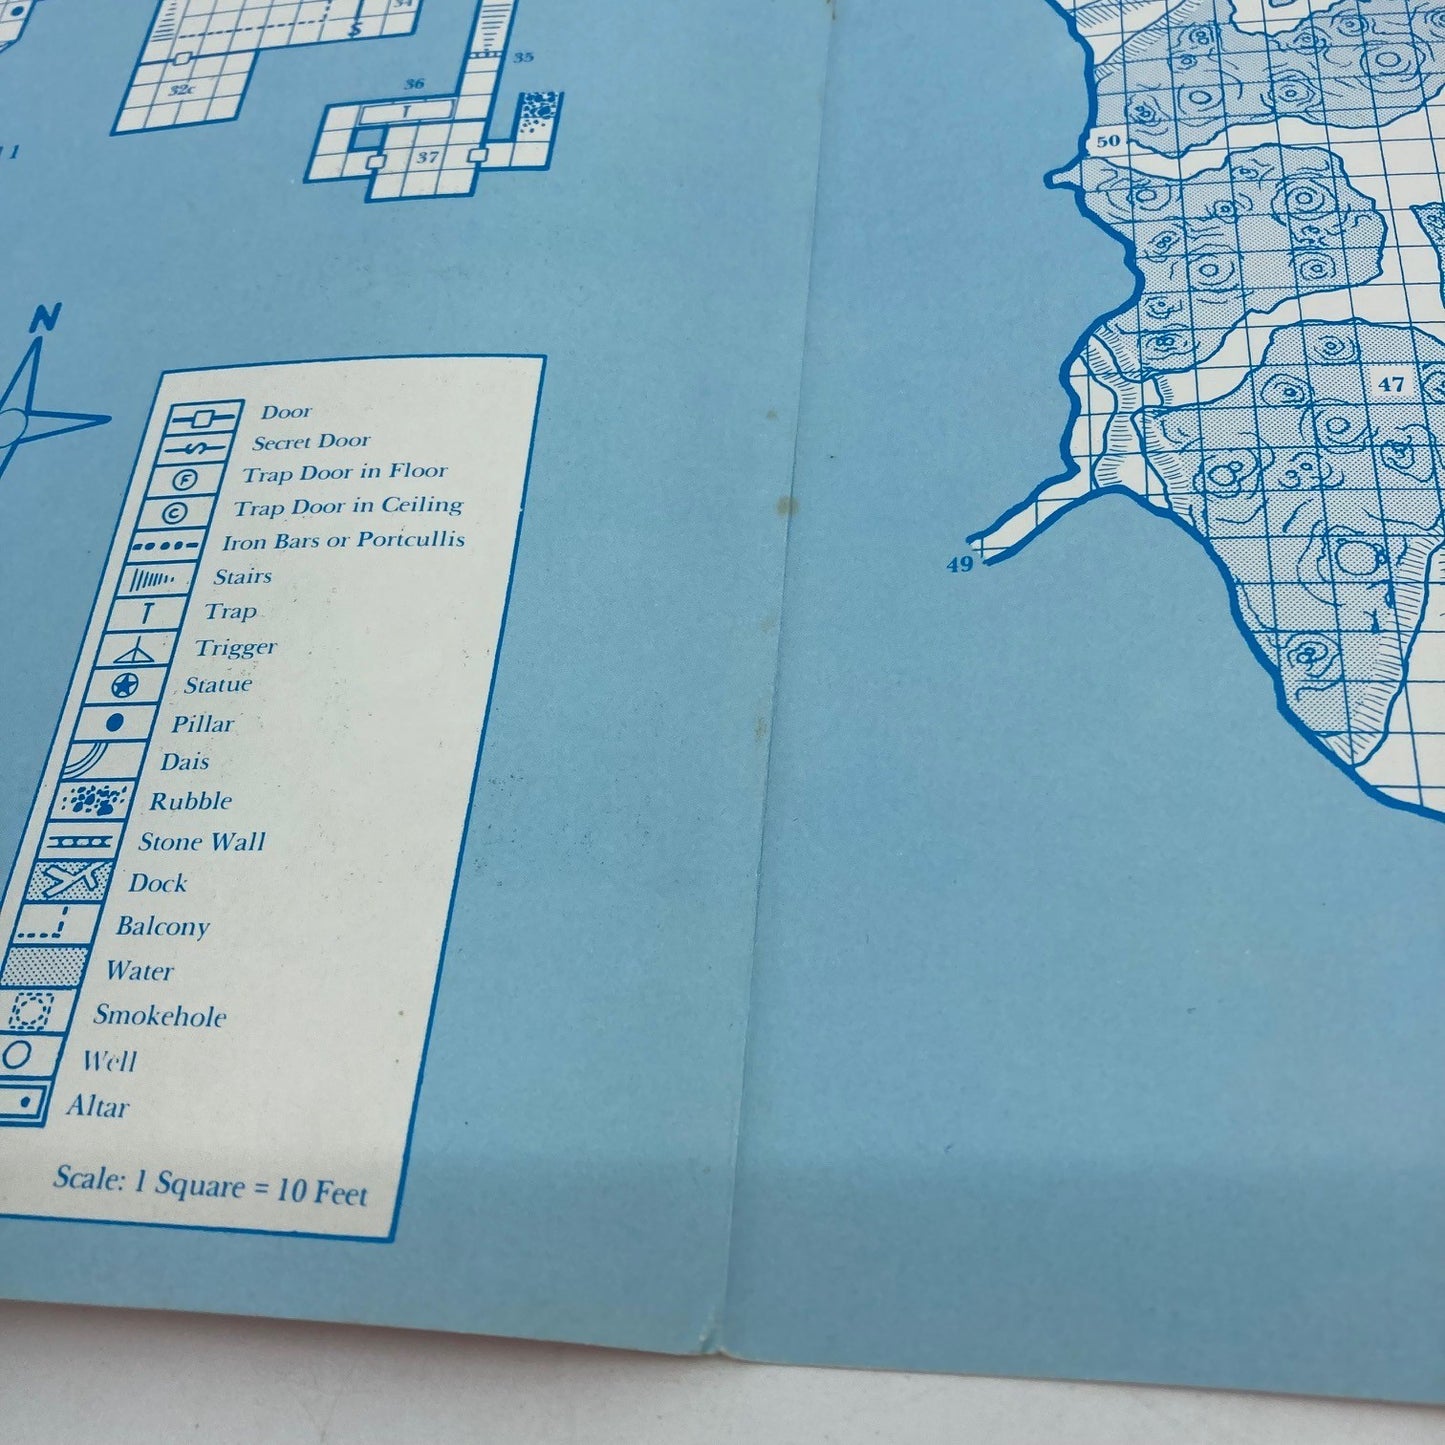 34
S
32c
35
36
T
37
11
50
47
49
N
Door
Secret Door
F Trap Door in Floor
C Trap Door in Ceiling
Iron Bars or Portcullis
Stairs
T Trap
Trigger
Statue
Pillar
Dais
Rubble
Stone Wall
Dock
Balcony
Water
Smokehole
Well
Altar
Scale: 1 Square = 10 Feet